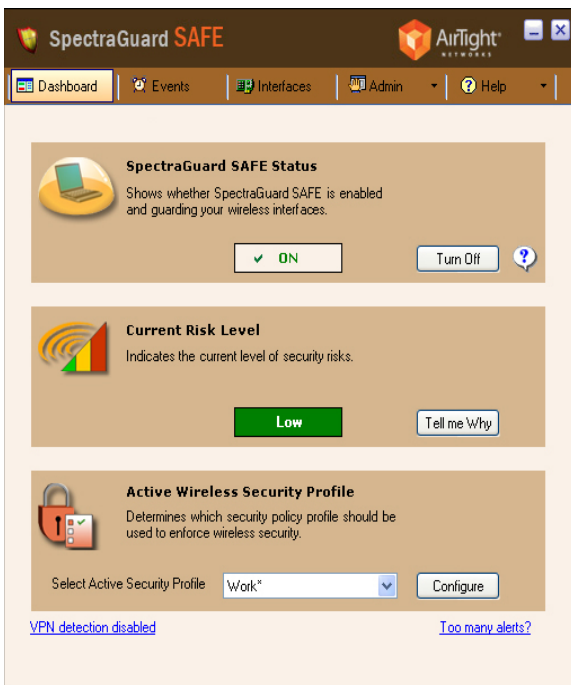 SpectraGuard SAFE
AirTight
NETWORKS
Dashboard Events Interfaces Admin Help
SpectraGuard SAFE Status
Shows whether SpectraGuard SAFE is enabled
and guarding your wireless interfaces.
ON Turn Off
Current Risk Level
Indicates the current level of security risks.
Low Tell me Why
Active Wireless Security Profile
Determines which security policy profile should be
used to enforce wireless security.
Select Active Security Profile Work* Configure
VPN detection disabled Too many alerts?